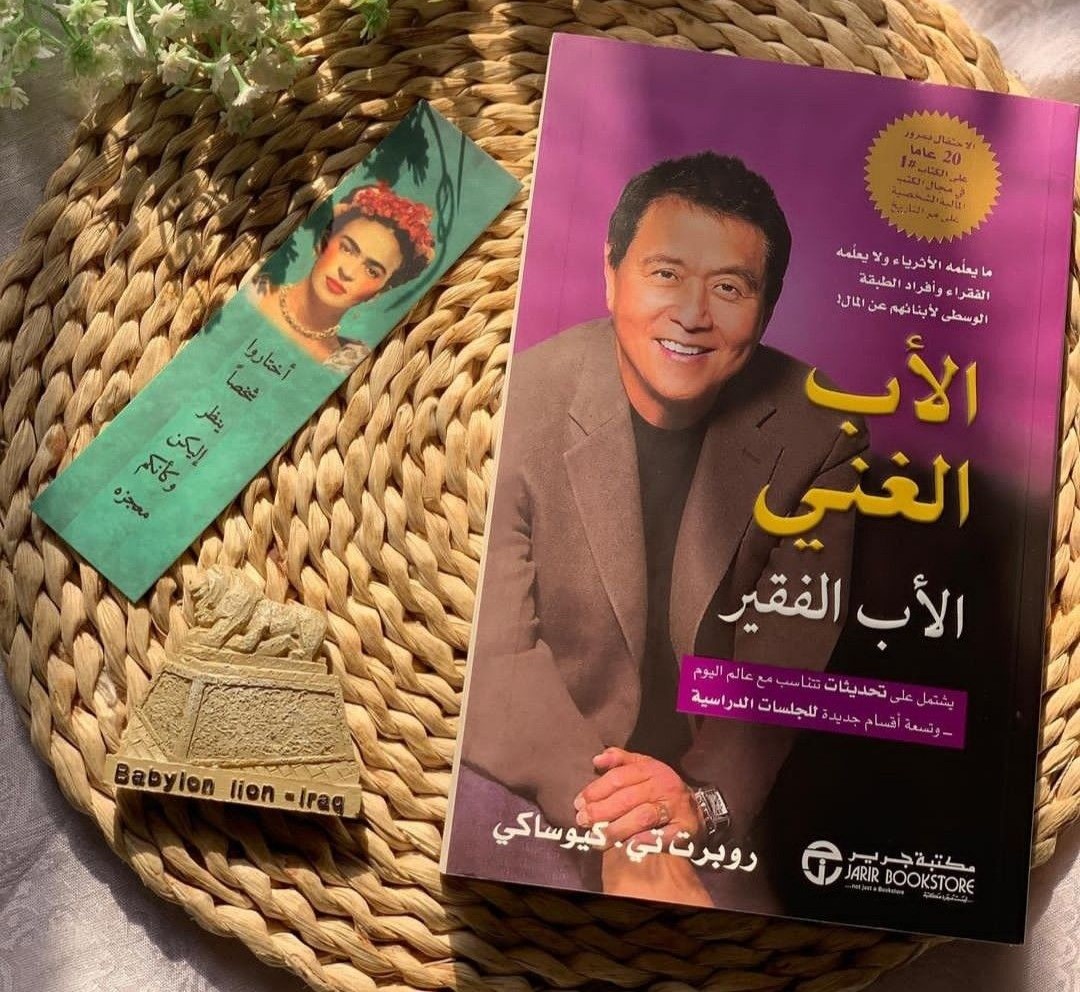 الاحتفال بمرور
20 عاما
على الكتاب #1
في مجال الكتب
المالية الشخصية
على مر التاريخ
ما يعلمه الأثرياء ولا يعلمه
الفقراء وأفراد الطبقة
الوسطى لأبنائهم عن المال!
الأب
الغني
الأب الفقير
يشتمل على تحديثات تتناسب مع عالم اليوم
– وتسعة أقسام جديدة للجلسات الدراسية
روبرت تي. كيوساكي
مكتبة جرير
JARIR BOOKSTORE
...not just a Bookstore
أختاروا
شخصاً
ينظر
إليكن
وكانكم
معجزه
Babylon lion - iraq